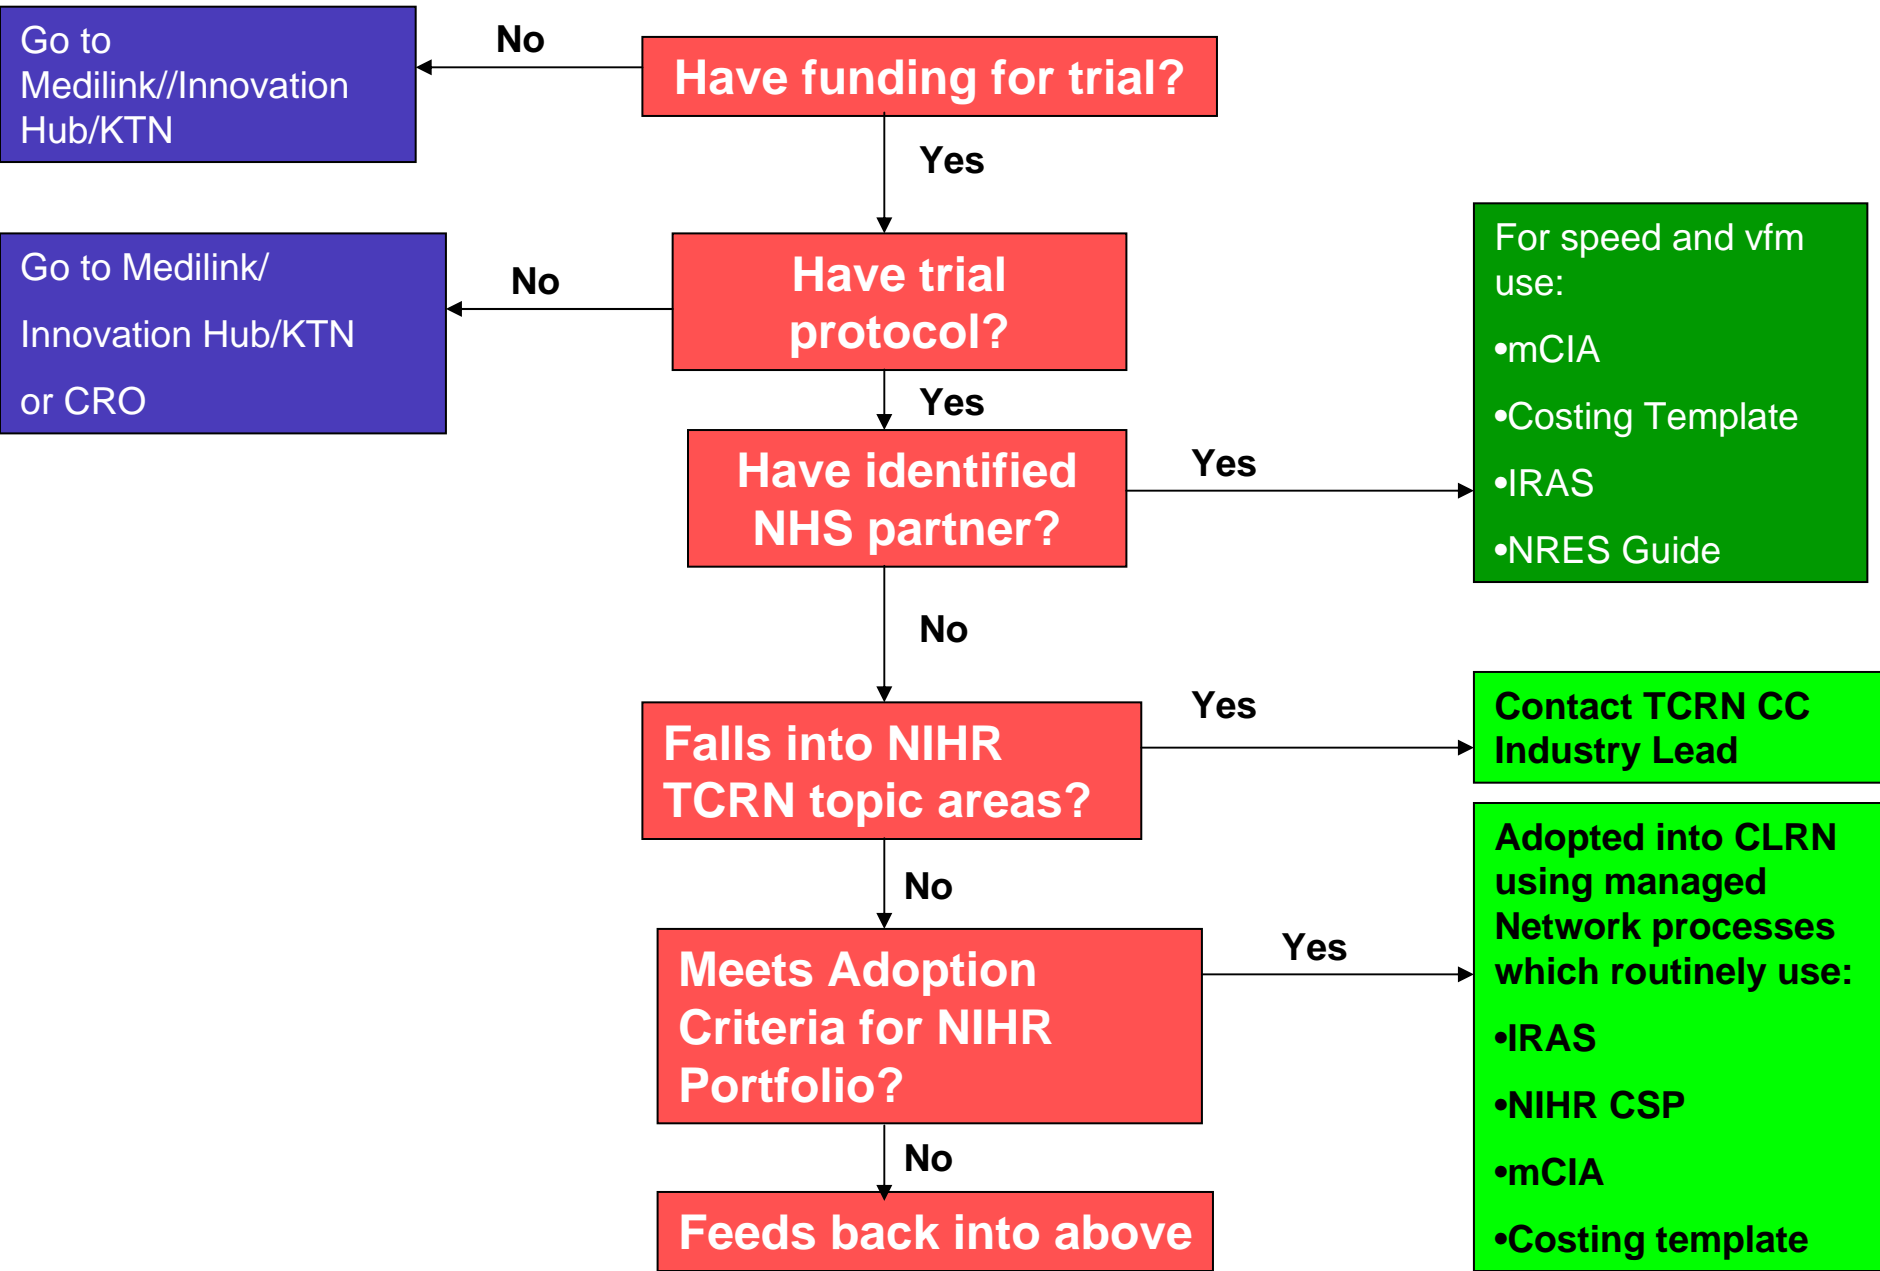 Go to
Medilink//Innovation
Hub/KTN
No
Have funding for trial?
Yes
Go to Medilink/
Innovation Hub/KTN
or CRO
No
Have trial
protocol?
Yes
For speed and vfm
use:
•mCIA
•Costing Template
•IRAS
•NRES Guide
Have identified
NHS partner?
Yes
No
Falls into NIHR
TCRN topic areas?
Yes
Contact TCRN CC
Industry Lead
No
Meets Adoption
Criteria for NIHR
Portfolio?
Yes
Adopted into CLRN
using managed
Network processes
which routinely use:
•IRAS
•NIHR CSP
•mCIA
•Costing template
No
Feeds back into above